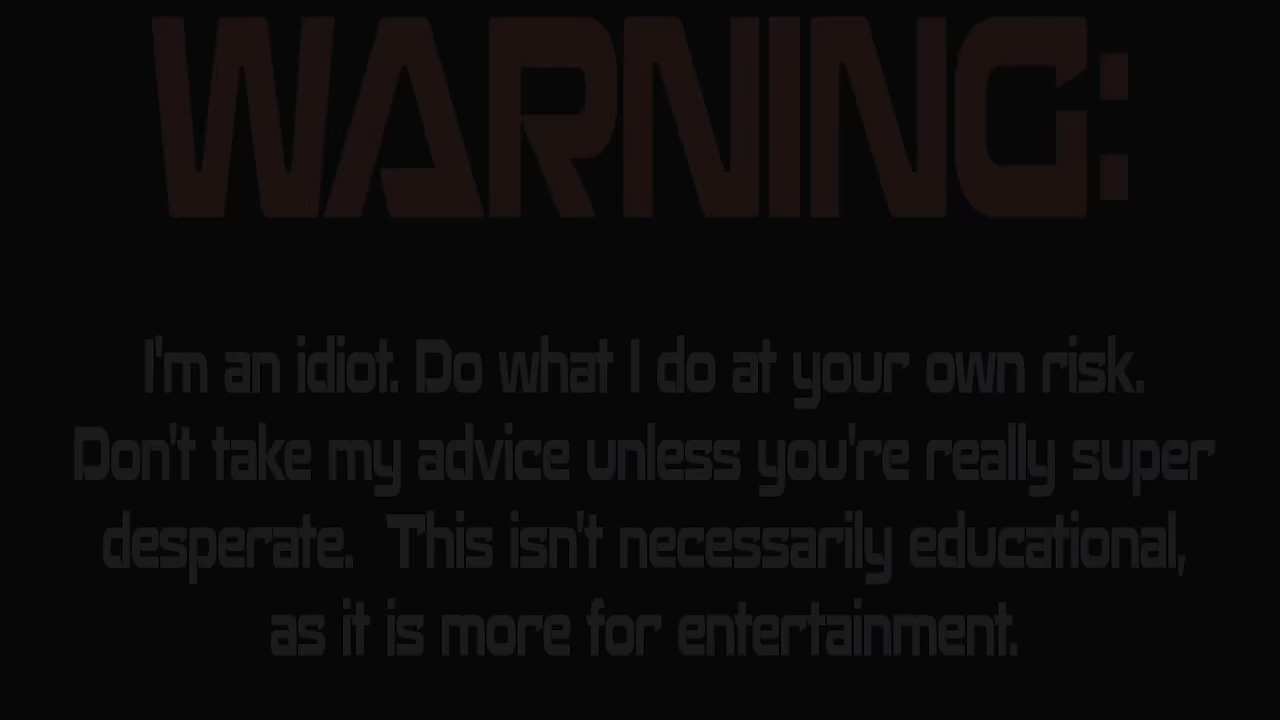 WARNING:
I'm an idiot. Do what I do at your own risk.
Don't take my advice unless you're really super
desperate.  This isn't necessarily educational,
as it is more for entertainment.